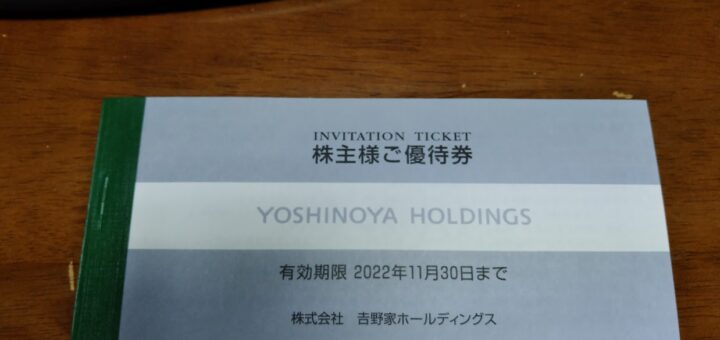 INVITATION TICKET
株主様ご優待券
YOSHINOYA HOLDINGS
有効期限 2022年11月30日まで
株式会社 𠮷野家ホールディングス